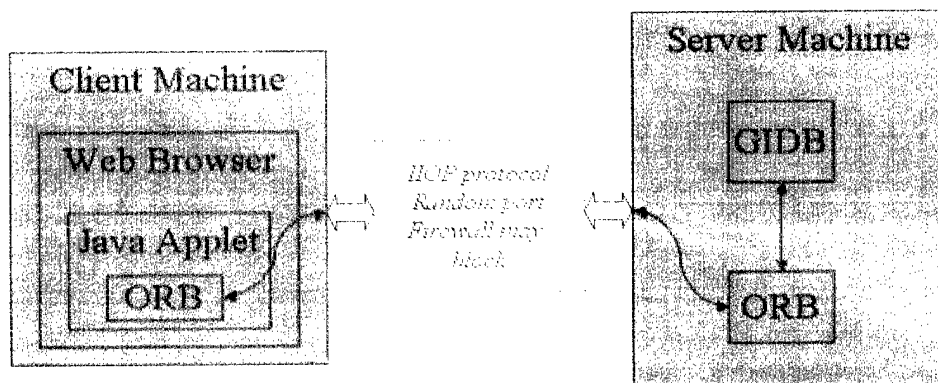 Client Machine
Web Browser
Java Applet
ORB
IIOP protocol
Random port
Firewall may
block
Server Machine
GIDB
ORB